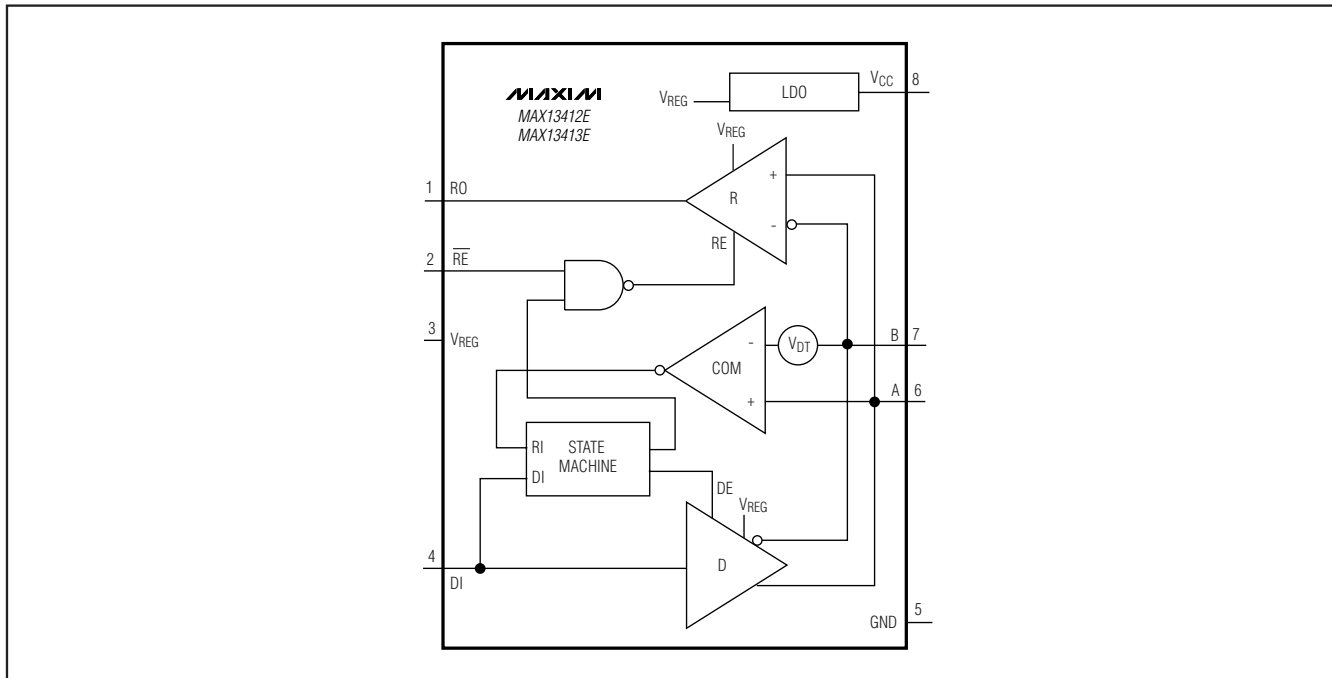 MAXIM
MAX13412E
MAX13413E
VREG
LDO
VCC 8
VREG
+
R
-
RE
1 RO
2 R̅E̅
3 VREG
-
VDT
B 7
COM
+
A 6
RI
STATE
MACHINE
DI
DE
VREG
4
DI
D
GND 5